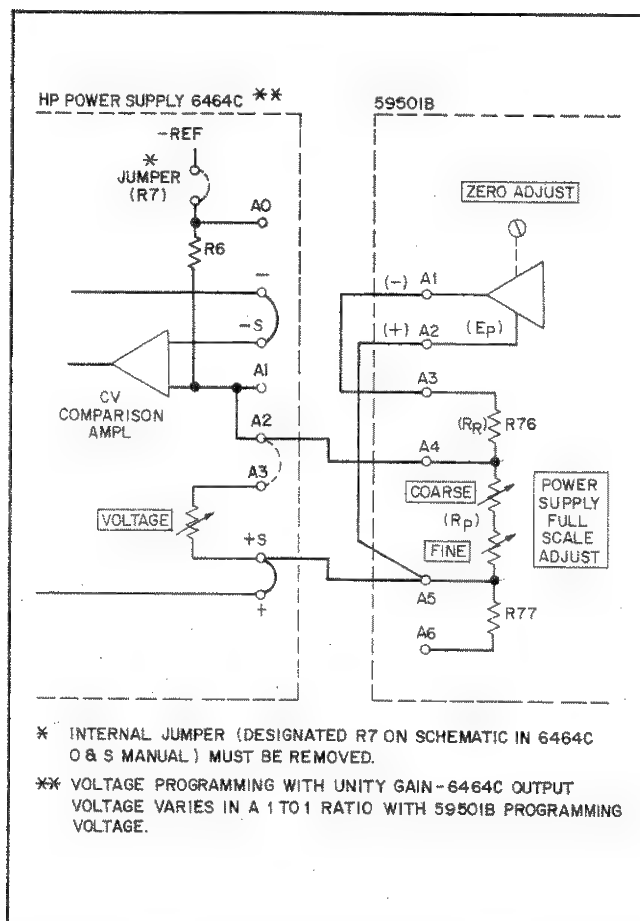 HP POWER SUPPLY 6464C **
59501B
-REF
*
JUMPER
(R7)
A0
R6
ZERO ADJUST
−
(-) A1
-S
(+) A2 (EP)
A1
CV
COMPARISON
AMPL
A3
A2
(RR) R76
A4
A3
COARSE
POWER
SUPPLY
FULL
SCALE
ADJUST
VOLTAGE
(Rp)
+S
FINE
A5
+
R77
A6
* INTERNAL JUMPER (DESIGNATED R7 ON SCHEMATIC IN 6464C
O & S MANUAL) MUST BE REMOVED.
** VOLTAGE PROGRAMMING WITH UNITY GAIN-6464C OUTPUT
VOLTAGE VARIES IN A 1 TO 1 RATIO WITH 59501B PROGRAMMING
VOLTAGE.